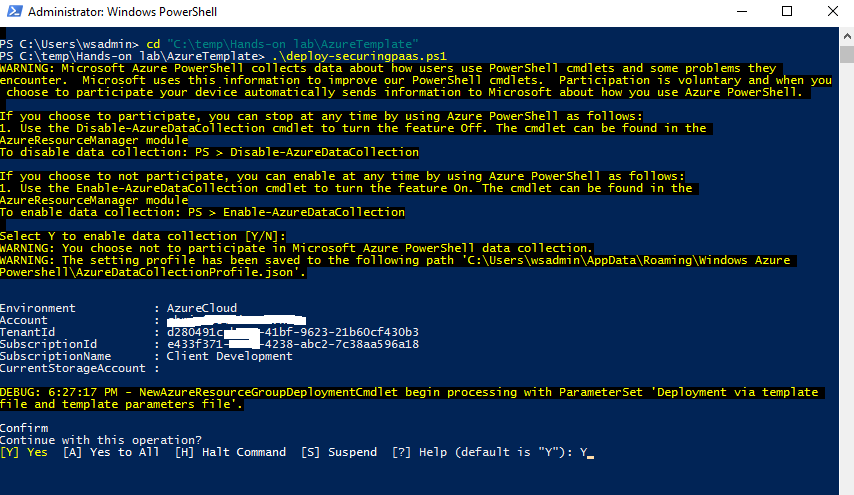 Administrator: Windows PowerShell
PS C:\Users\wsadmin> cd "C:\temp\Hands-on lab\AzureTemplate"
PS C:\temp\Hands-on lab\AzureTemplate> .\deploy-securingpaas.ps1
WARNING: Microsoft Azure PowerShell collects data about how users use PowerShell cmdlets and some problems they
encounter.  Microsoft uses this information to improve our PowerShell cmdlets.  Participation is voluntary and when you
 choose to participate your device automatically sends information to Microsoft about how you use Azure PowerShell.
If you choose to participate, you can stop at any time by using Azure PowerShell as follows:
1. Use the Disable-AzureDataCollection cmdlet to turn the feature Off. The cmdlet can be found in the
AzureResourceManager module
To disable data collection: PS > Disable-AzureDataCollection
If you choose to not participate, you can enable at any time by using Azure PowerShell as follows:
1. Use the Enable-AzureDataCollection cmdlet to turn the feature On. The cmdlet can be found in the
AzureResourceManager module
To enable data collection: PS > Enable-AzureDataCollection
Select Y to enable data collection [Y/N]:
WARNING: You choose not to participate in Microsoft Azure PowerShell data collection.
WARNING: The setting profile has been saved to the following path 'C:\Users\wsadmin\AppData\Roaming\Windows Azure
Powershell\AzureDataCollectionProfile.json'.
Environment           : AzureCloud
Account               :
TenantId              : d280491c -41bf-9623-21b60cf430b3
SubscriptionId        : e433f371- -4238-abc2-7c38aa596a18
SubscriptionName      : Client Development
CurrentStorageAccount :
DEBUG: 6:27:17 PM - NewAzureResourceGroupDeploymentCmdlet begin processing with ParameterSet 'Deployment via template
file and template parameters file'.
Confirm
Continue with this operation?
[Y] Yes  [A] Yes to All  [H] Halt Command  [S] Suspend  [?] Help (default is "Y"): Y